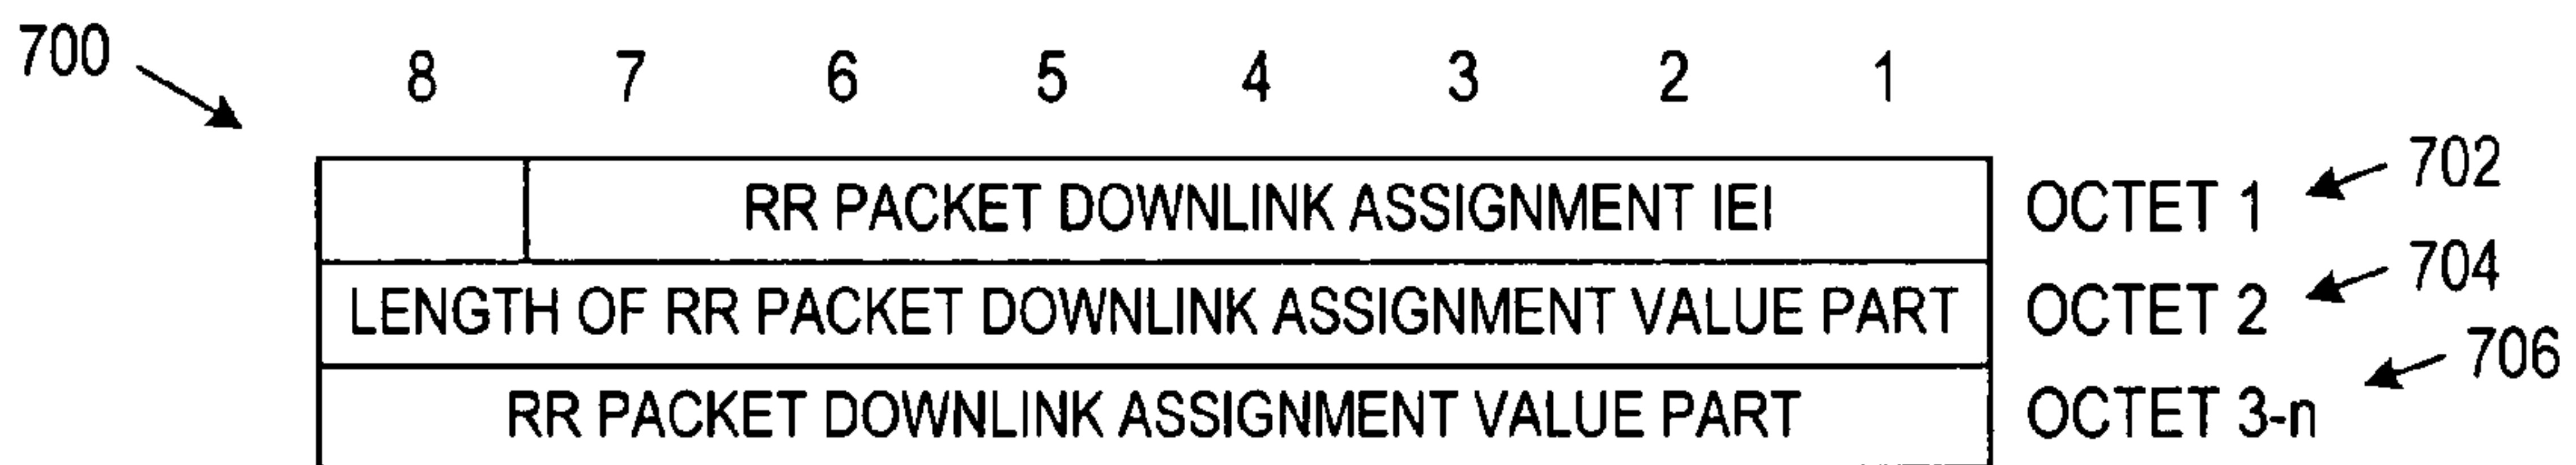 700 8 7 6 5 4 3 2 1
RR PACKET DOWNLINK ASSIGNMENT IEI OCTET 1 702
LENGTH OF RR PACKET DOWNLINK ASSIGNMENT VALUE PART OCTET 2 704
RR PACKET DOWNLINK ASSIGNMENT VALUE PART OCTET 3-n 706